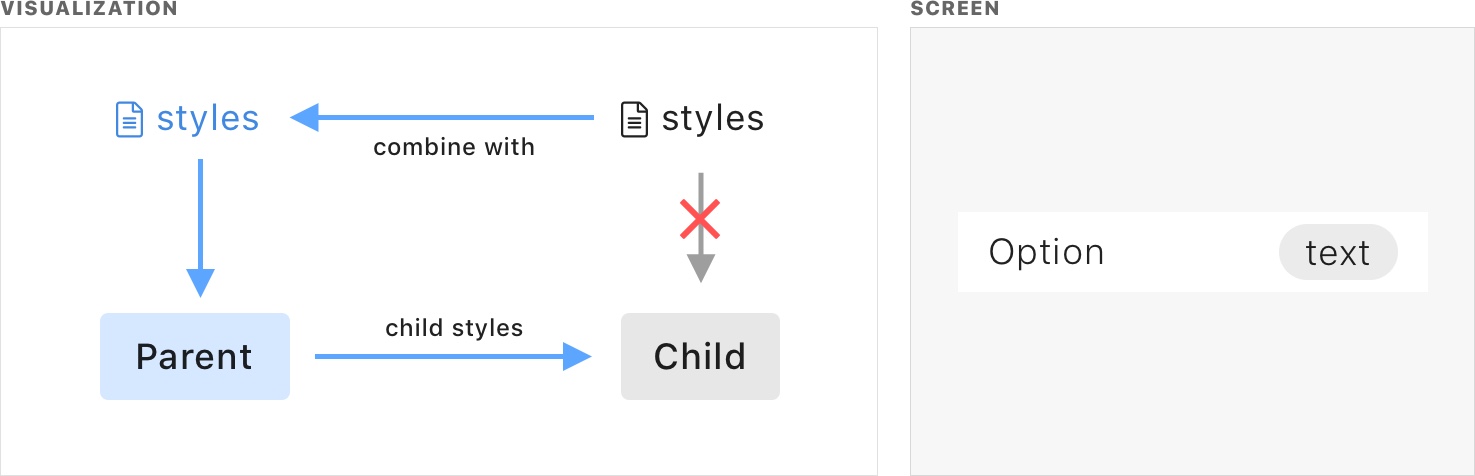 VISUALIZATION
styles
combine with
styles
Parent
child styles
Child
SCREEN
Option
text